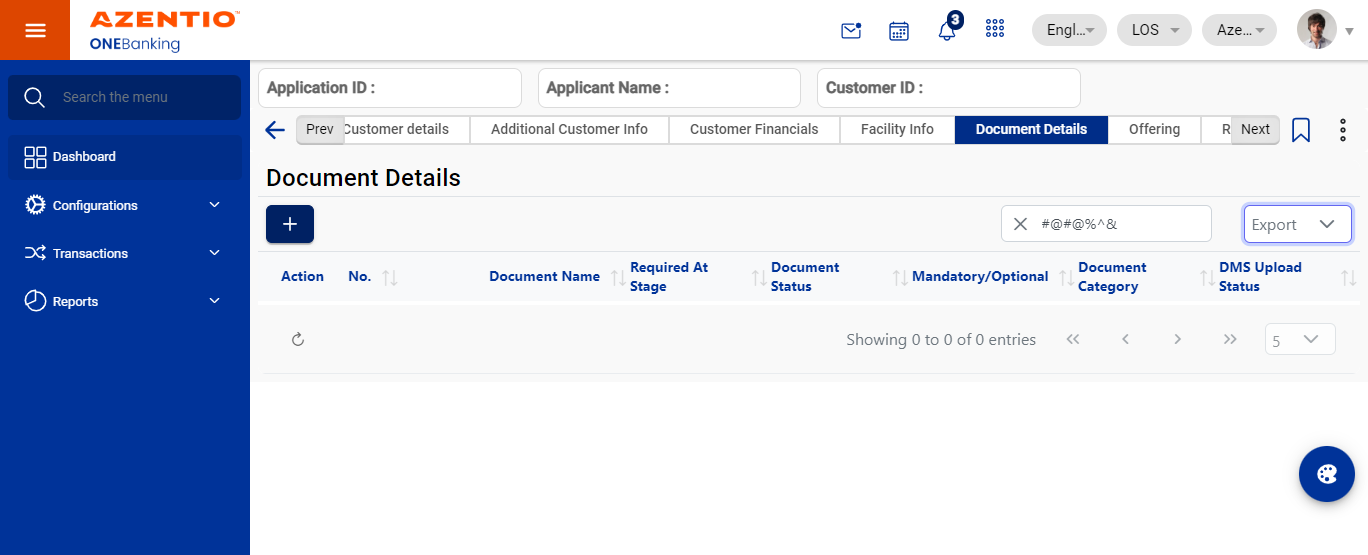 AZENTIO™
ONEBanking
3
Engl...
LOS
Aze...
Search the menu
Dashboard
Configurations
Transactions
Reports
Application ID :
Applicant Name :
Customer ID :
Prev
Customer details
Additional Customer Info
Customer Financials
Facility Info
Document Details
Offering
R
Next
Document Details
+
#@#@%^&
Export
Action
No.
Document Name
Required At
Stage
Document
Status
Mandatory/Optional
Document
Category
DMS Upload
Status
Showing 0 to 0 of 0 entries
5